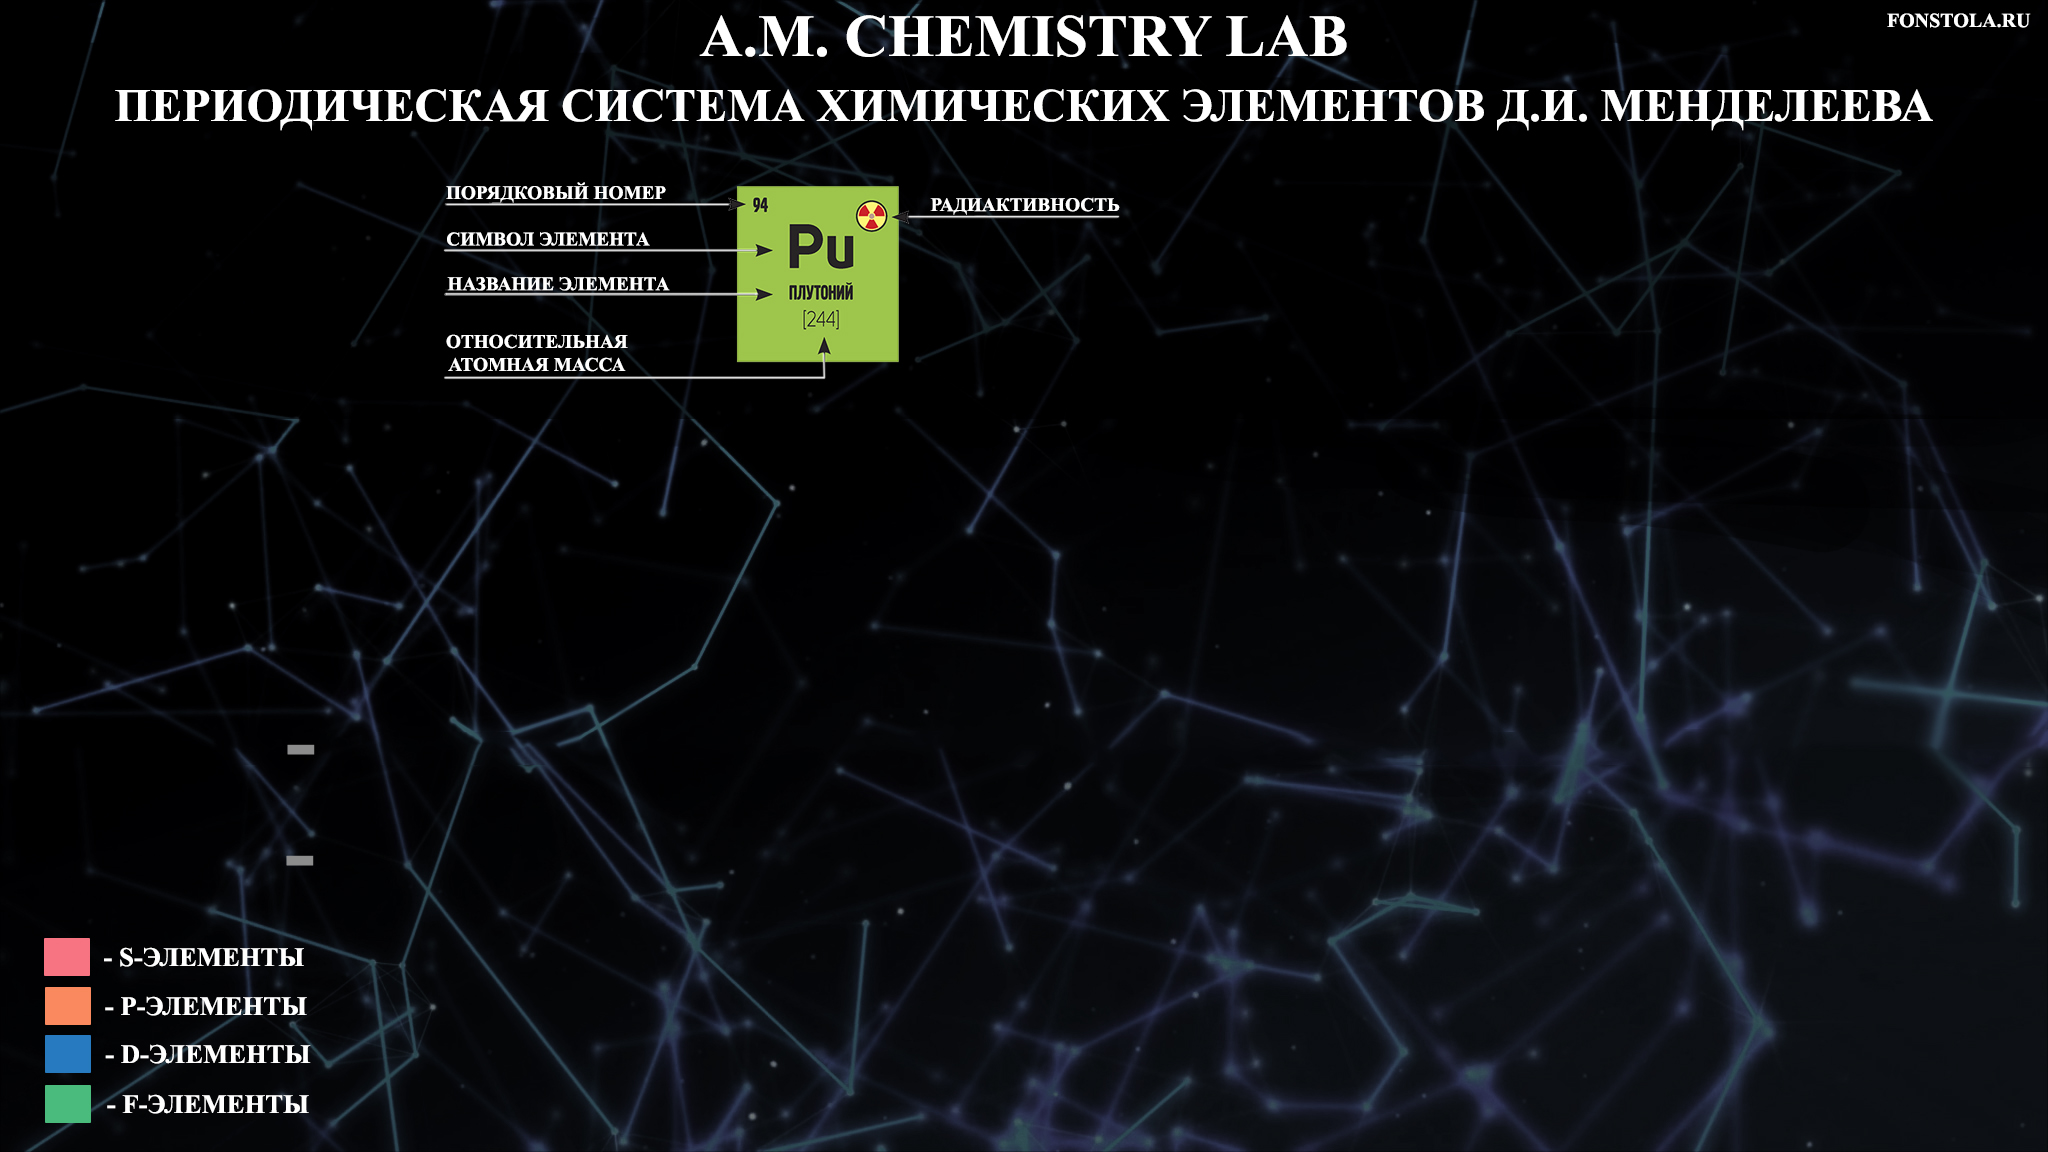 A.M. CHEMISTRY LAB
FONSTOLA.RU
ПЕРИОДИЧЕСКАЯ СИСТЕМА ХИМИЧЕСКИХ ЭЛЕМЕНТОВ Д.И. МЕНДЕЛЕЕВА
ПОРЯДКОВЫЙ НОМЕР
СИМВОЛ ЭЛЕМЕНТА
НАЗВАНИЕ ЭЛЕМЕНТА
ОТНОСИТЕЛЬНАЯ
АТОМНАЯ МАССА
94
Pu
ПЛУТОНИЙ
[244]
РАДИАКТИВНОСТЬ
- S-ЭЛЕМЕНТЫ
- P-ЭЛЕМЕНТЫ
- D-ЭЛЕМЕНТЫ
- F-ЭЛЕМЕНТЫ